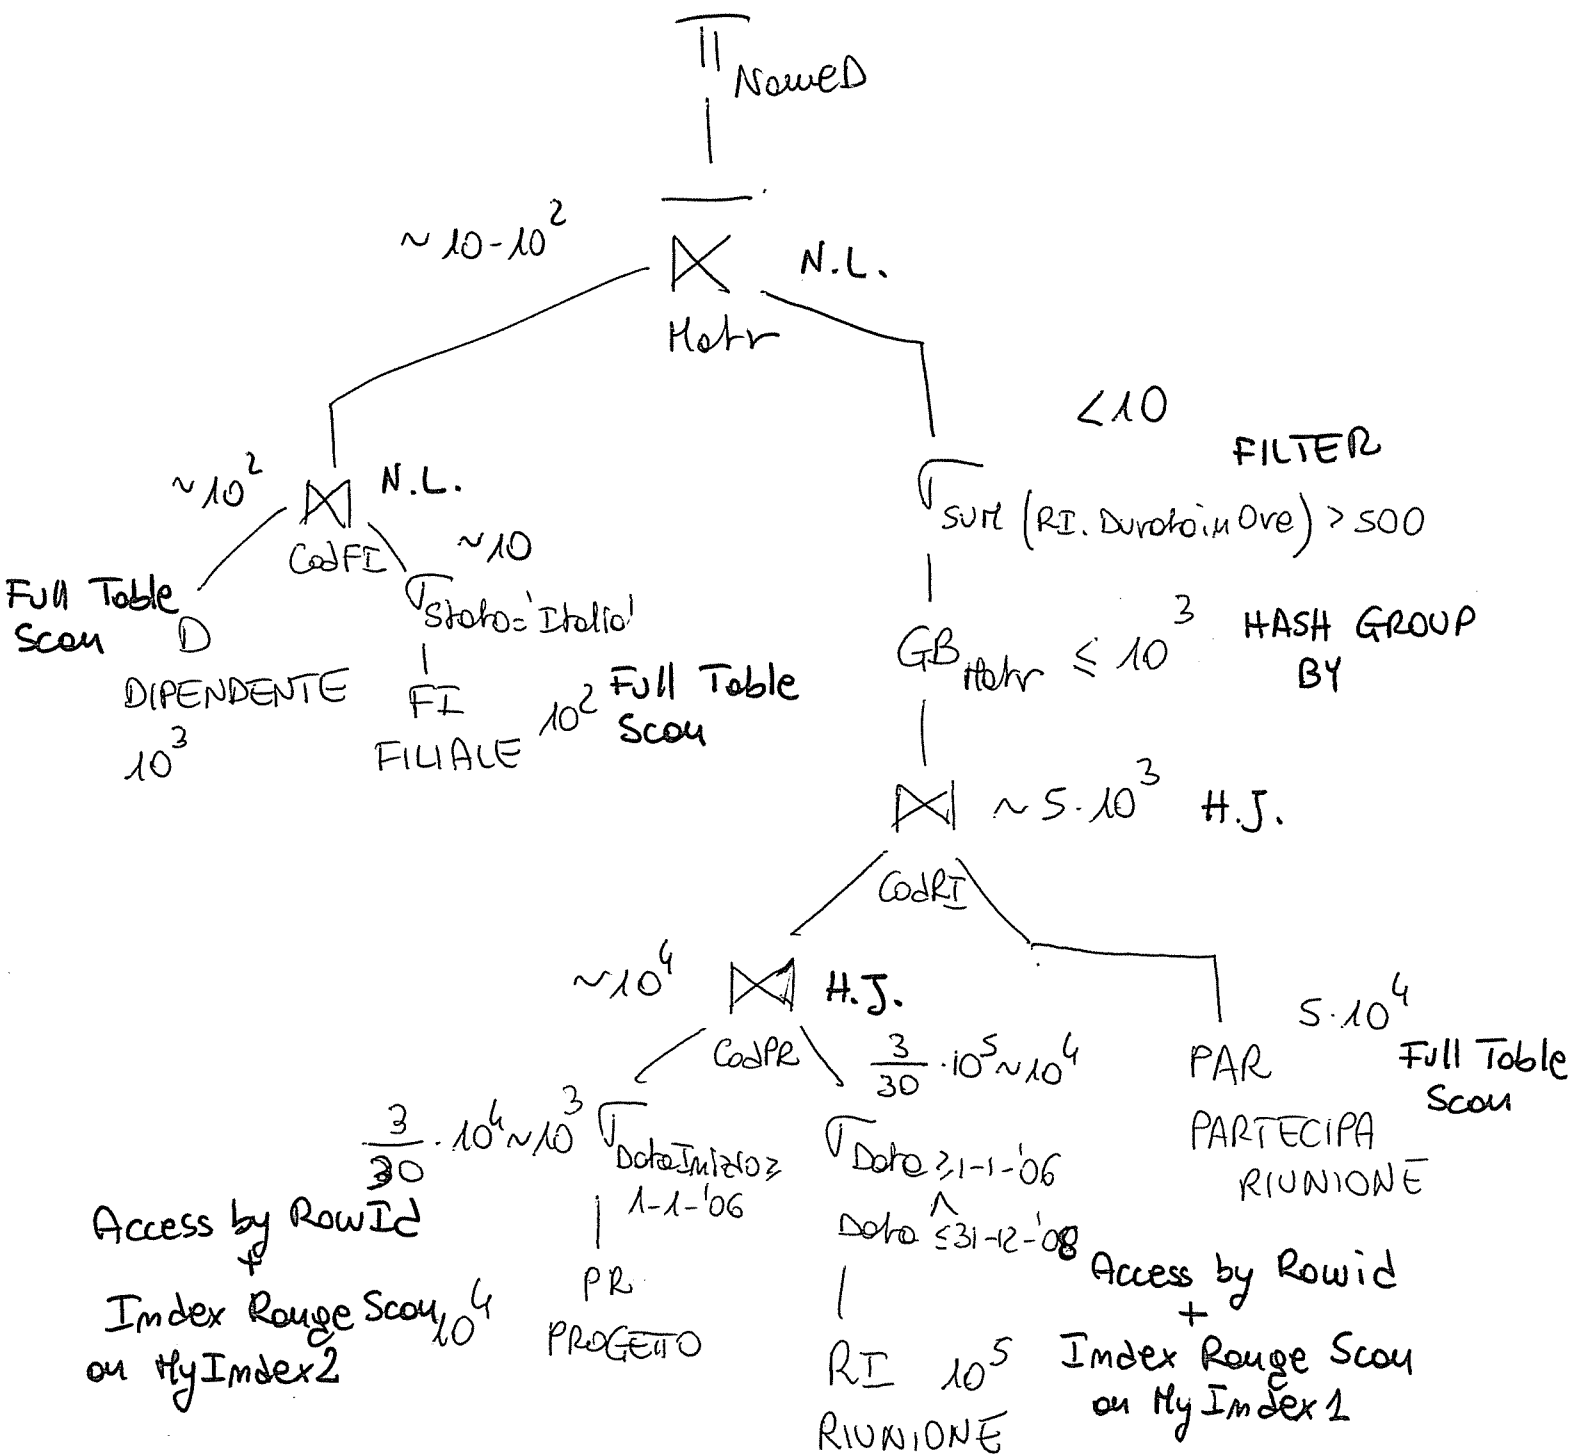 π NomeD
~10-10² ⋉ N.L.
Matr
<10
FILTER
~10² ⋈ N.L.
CodFI
~10
σ SUM (RI.DurataInOre) > 500
Full Table
Scan
D
DIPENDENTE
10³
σ Stato='Italia'
FI
FILIALE
10² Full Table
Scan
GB Matr ≤ 10³ HASH GROUP
BY
⋈ ~5·10³ H.J.
CodRI
~10⁴ ⋈ H.J.
CodPR
3/30 · 10⁴ ~10³
σ DataInizio ≥
1-1-'06
3/30 · 10⁵ ~10⁴
σ Data ≥ 1-1-'06
∧
Data ≤ 31-12-'08
5·10⁴
PAR
Full Table
Scan
PARTECIPA
RIUNIONE
Access by RowId
+
Index Range Scan
on MyIndex2
10⁴
PR
PROGETTO
RI 10⁵
RIUNIONE
Access by Rowid
+
Index Range Scan
on MyIndex1